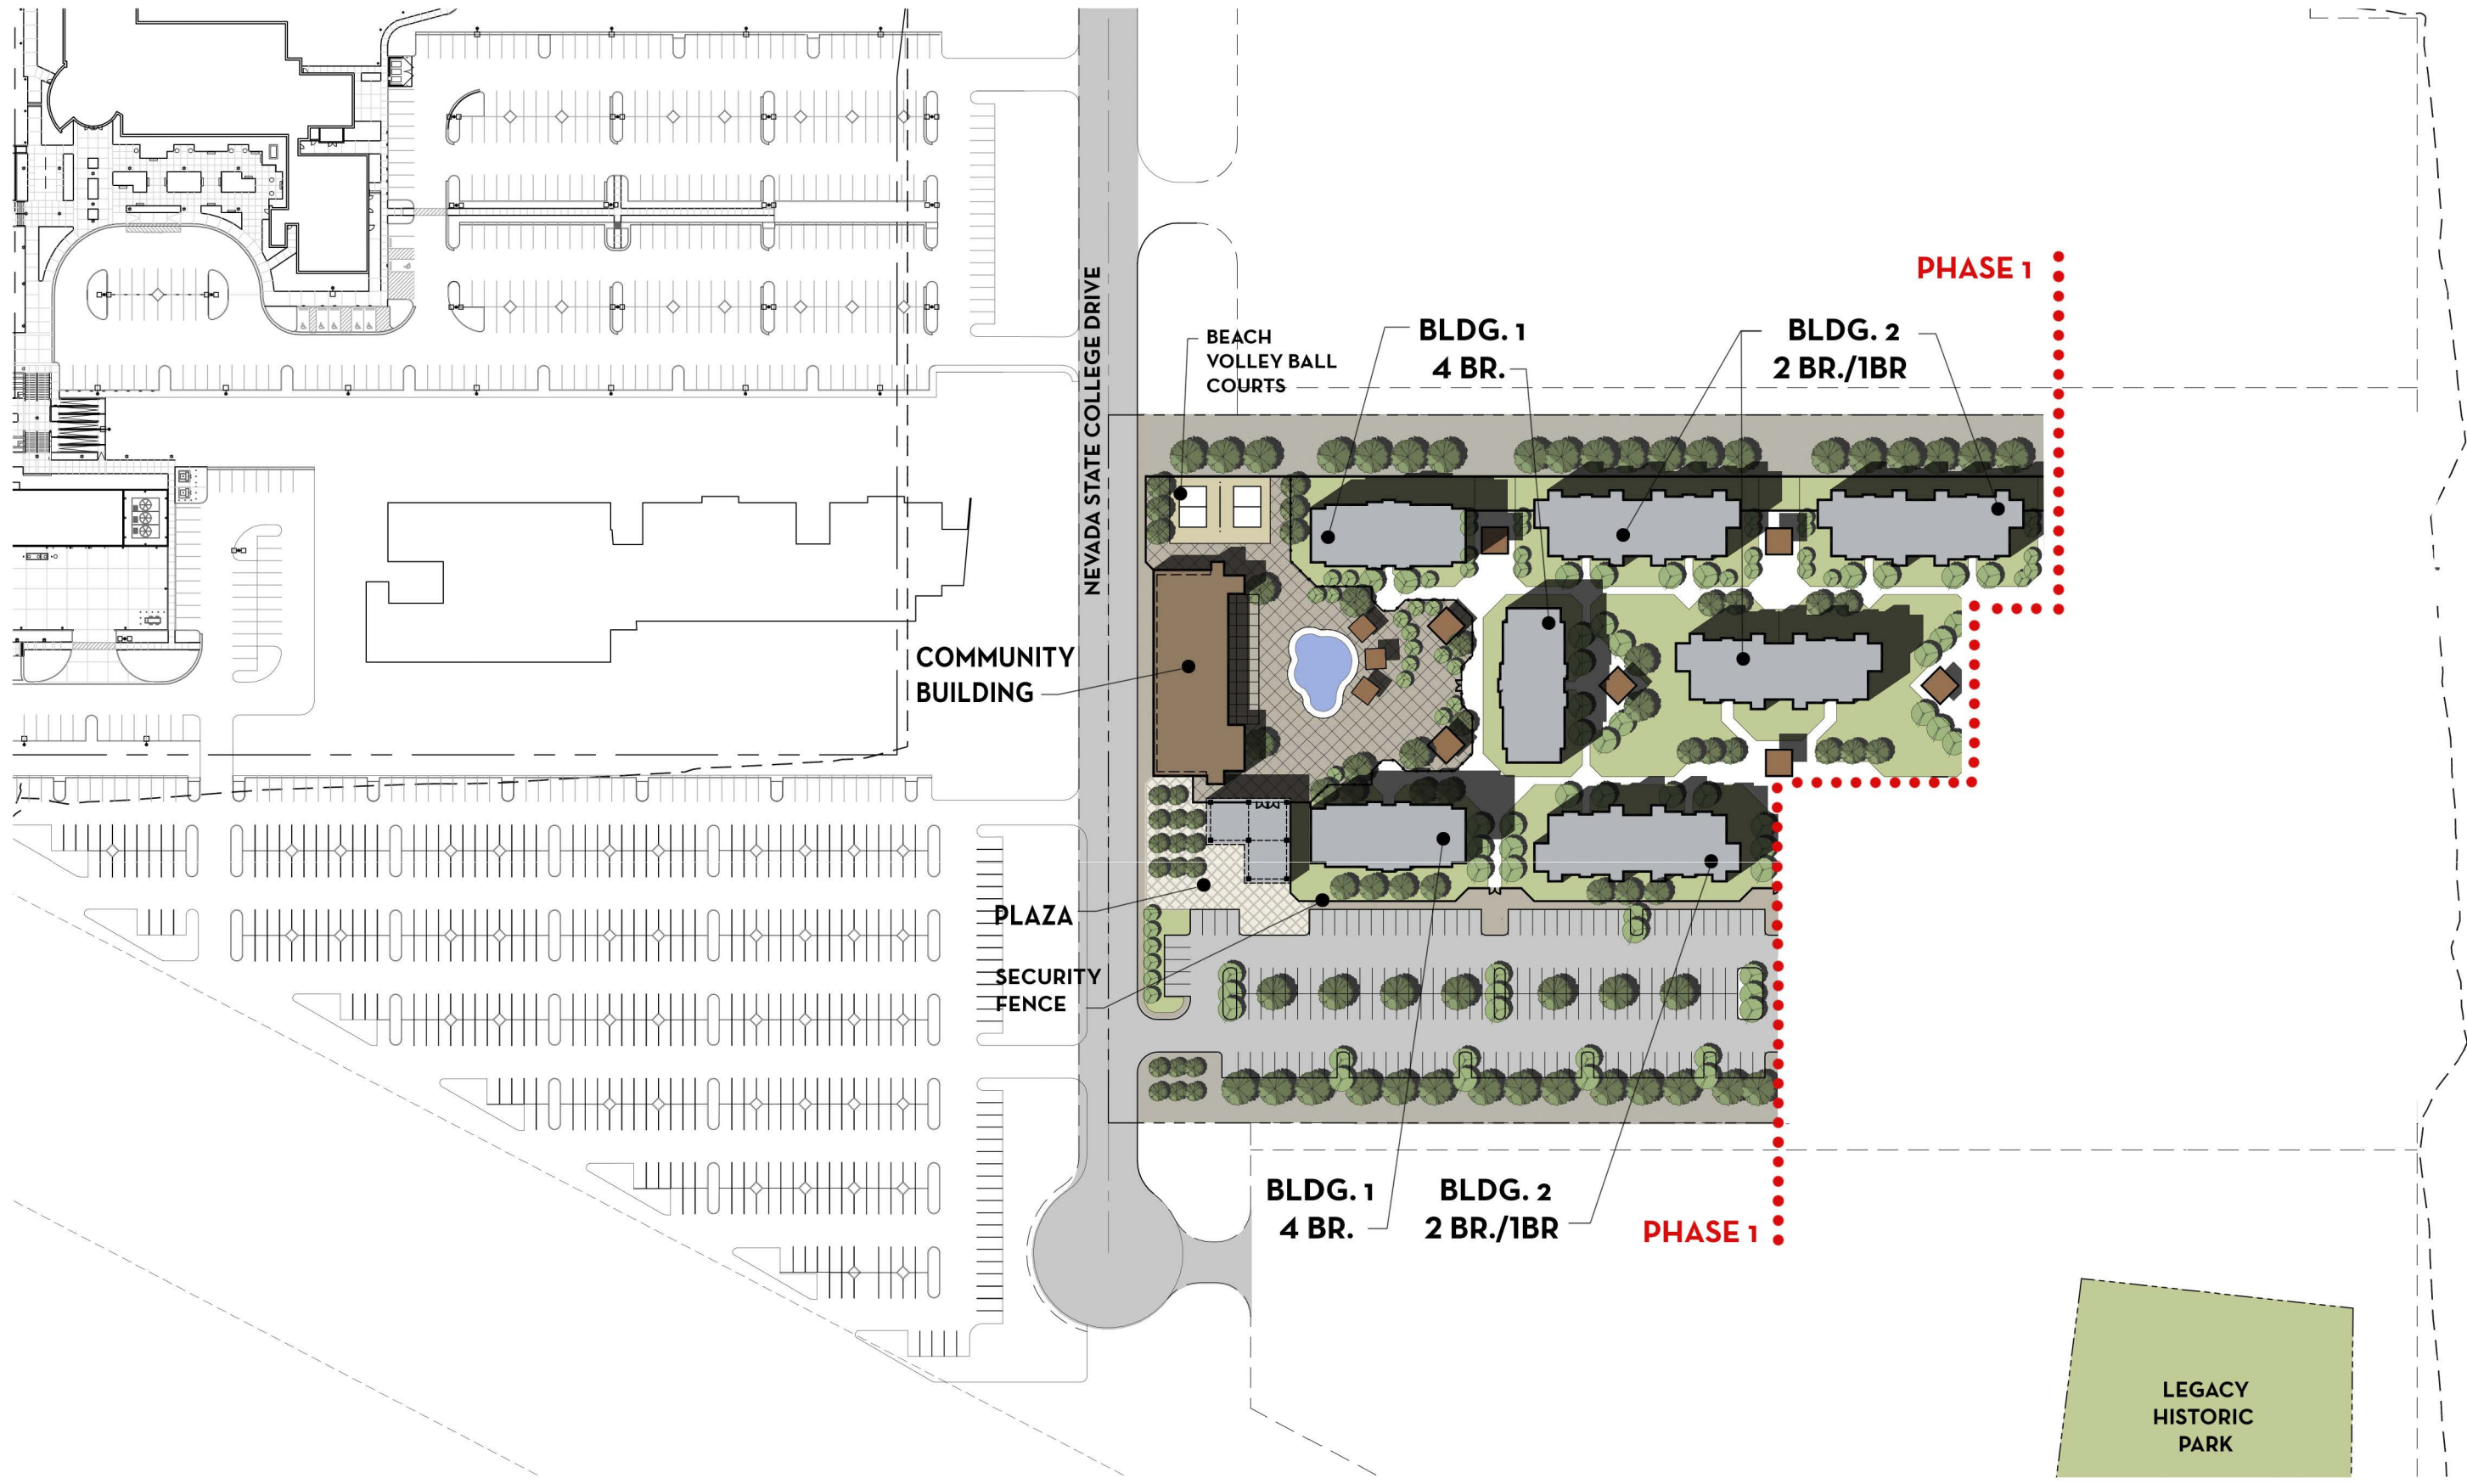 PHASE 1
BEACH
VOLLEY BALL
COURTS
BLDG. 1
4 BR.
BLDG. 2
2 BR./1BR
NEVADA STATE COLLEGE DRIVE
COMMUNITY
BUILDING
PLAZA
SECURITY
FENCE
BLDG. 1
4 BR.
BLDG. 2
2 BR./1BR
PHASE 1
LEGACY
HISTORIC
PARK